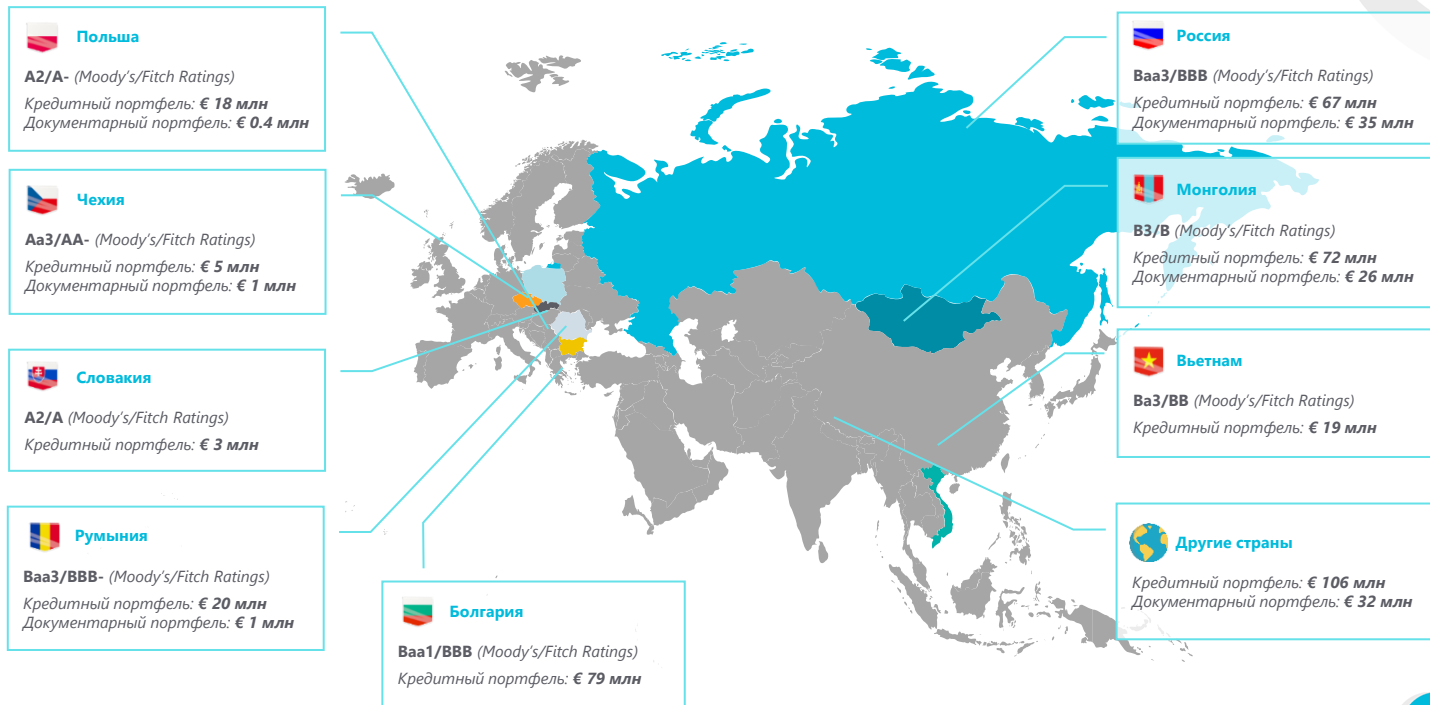 Польша
A2/A- (Moody's/Fitch Ratings)
Кредитный портфель: € 18 млн
Документарный портфель: € 0.4 млн
Чехия
Aa3/AA- (Moody's/Fitch Ratings)
Кредитный портфель: € 5 млн
Документарный портфель: € 1 млн
Словакия
A2/A (Moody's/Fitch Ratings)
Кредитный портфель: € 3 млн
Румыния
Baa3/BBB- (Moody's/Fitch Ratings)
Кредитный портфель: € 20 млн
Документарный портфель: € 1 млн
Болгария
Baa1/BBB (Moody's/Fitch Ratings)
Кредитный портфель: € 79 млн
Россия
Baa3/BBB (Moody's/Fitch Ratings)
Кредитный портфель: € 67 млн
Документарный портфель: € 35 млн
Монголия
B3/B (Moody's/Fitch Ratings)
Кредитный портфель: € 72 млн
Документарный портфель: € 26 млн
Вьетнам
Ba3/BB (Moody's/Fitch Ratings)
Кредитный портфель: € 19 млн
Другие страны
Кредитный портфель: € 106 млн
Документарный портфель: € 32 млн